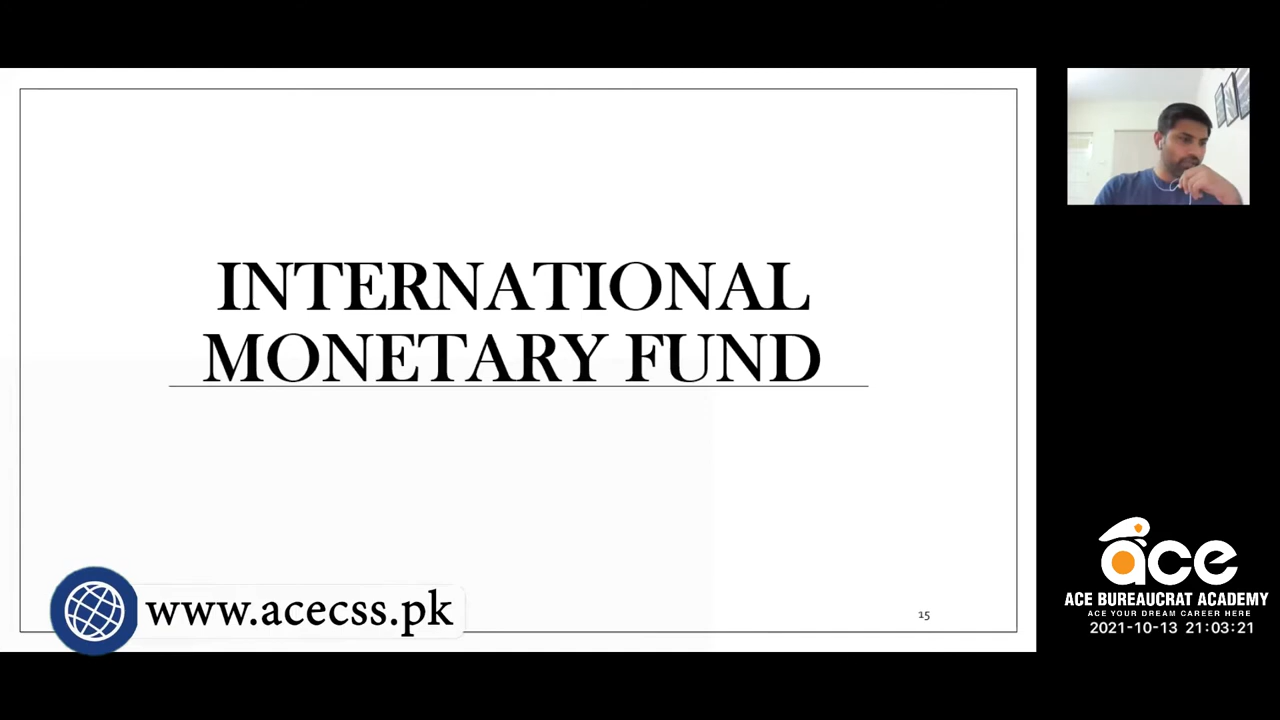 INTERNATIONAL
MONETARY FUND
www.acecss.pk
15
ace
ACE BUREAUCRAT ACADEMY
ACE YOUR DREAM CAREER HERE
2021-10-13 21:03:21